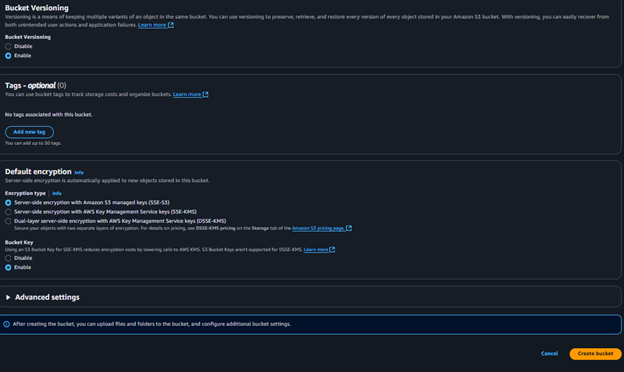 Bucket Versioning
Versioning is a means of keeping multiple variants of an object in the same bucket. You can use versioning to preserve, retrieve, and restore every version of every object stored in your Amazon S3 bucket. With versioning, you can easily recover from
both unintended user actions and application failures. Learn more
Bucket Versioning
Disable
Enable
Tags - optional (0)
You can use bucket tags to track storage costs and organize buckets. Learn more
No tags associated with this bucket.
Add new tag
You can add up to 50 tags.
Default encryption Info
Server-side encryption is automatically applied to new objects stored in this bucket.
Encryption type Info
Server-side encryption with Amazon S3 managed keys (SSE-S3)
Server-side encryption with AWS Key Management Service keys (SSE-KMS)
Dual-layer server-side encryption with AWS Key Management Service keys (DSSE-KMS)
Secure your objects with two separate layers of encryption. For details on pricing, see DSSE-KMS pricing on the Storage tab of the Amazon S3 pricing page.
Bucket Key
Using an S3 Bucket Key for SSE-KMS reduces encryption costs by lowering calls to AWS KMS. S3 Bucket Keys aren't supported for DSSE-KMS. Learn more
Disable
Enable
Advanced settings
After creating the bucket, you can upload files and folders to the bucket, and configure additional bucket settings.
Cancel Create bucket